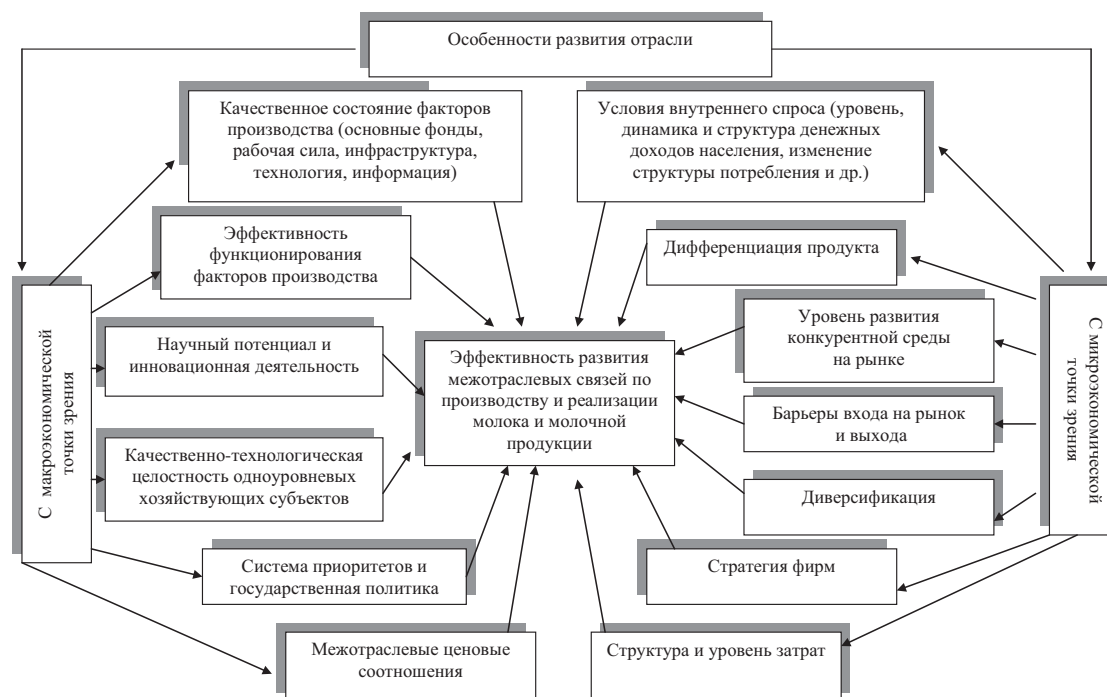 Особенности развития отрасли
Качественное состояние факторов
производства (основные фонды,
рабочая сила, инфраструктура,
технология, информация)
Условия внутреннего спроса (уровень,
динамика и структура денежных
доходов населения, изменение
структуры потребления и др.)
Эффективность
функционирования
факторов производства
Дифференциация продукта
С макроэкономической
точки зрения
Научный потенциал и
инновационная деятельность
Эффективность развития
межотраслевых связей по
производству и реализации
молока и молочной
продукции
Уровень развития
конкурентной среды
на рынке
С микроэкономической
точки зрения
Барьеры входа на рынок
и выхода
Качественно-технологическая
целостность одноуровневых
хозяйствующих субъектов
Диверсификация
Система приоритетов и
государственная политика
Стратегия фирм
Межотраслевые ценовые
соотношения
Структура и уровень затрат